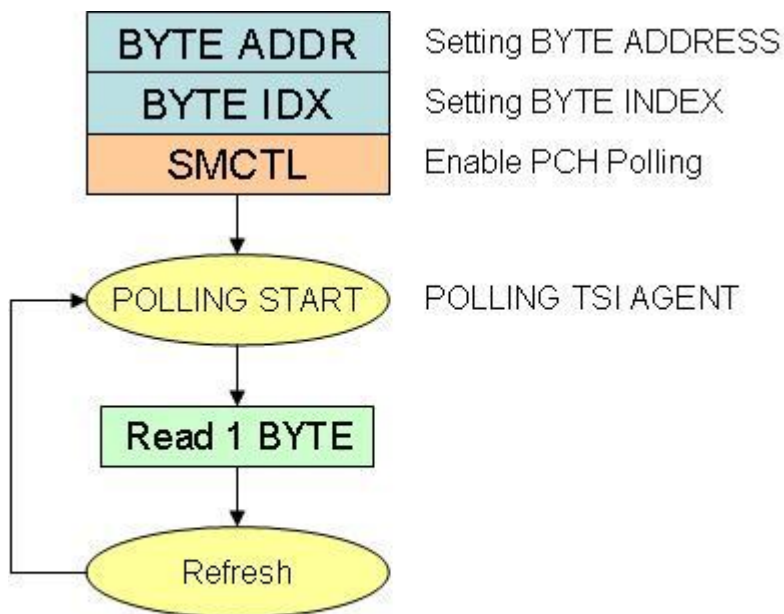 BYTE ADDR Setting BYTE ADDRESS
BYTE IDX Setting BYTE INDEX
SMCTL Enable PCH Polling
POLLING START POLLING TSI AGENT
Read 1 BYTE
Refresh